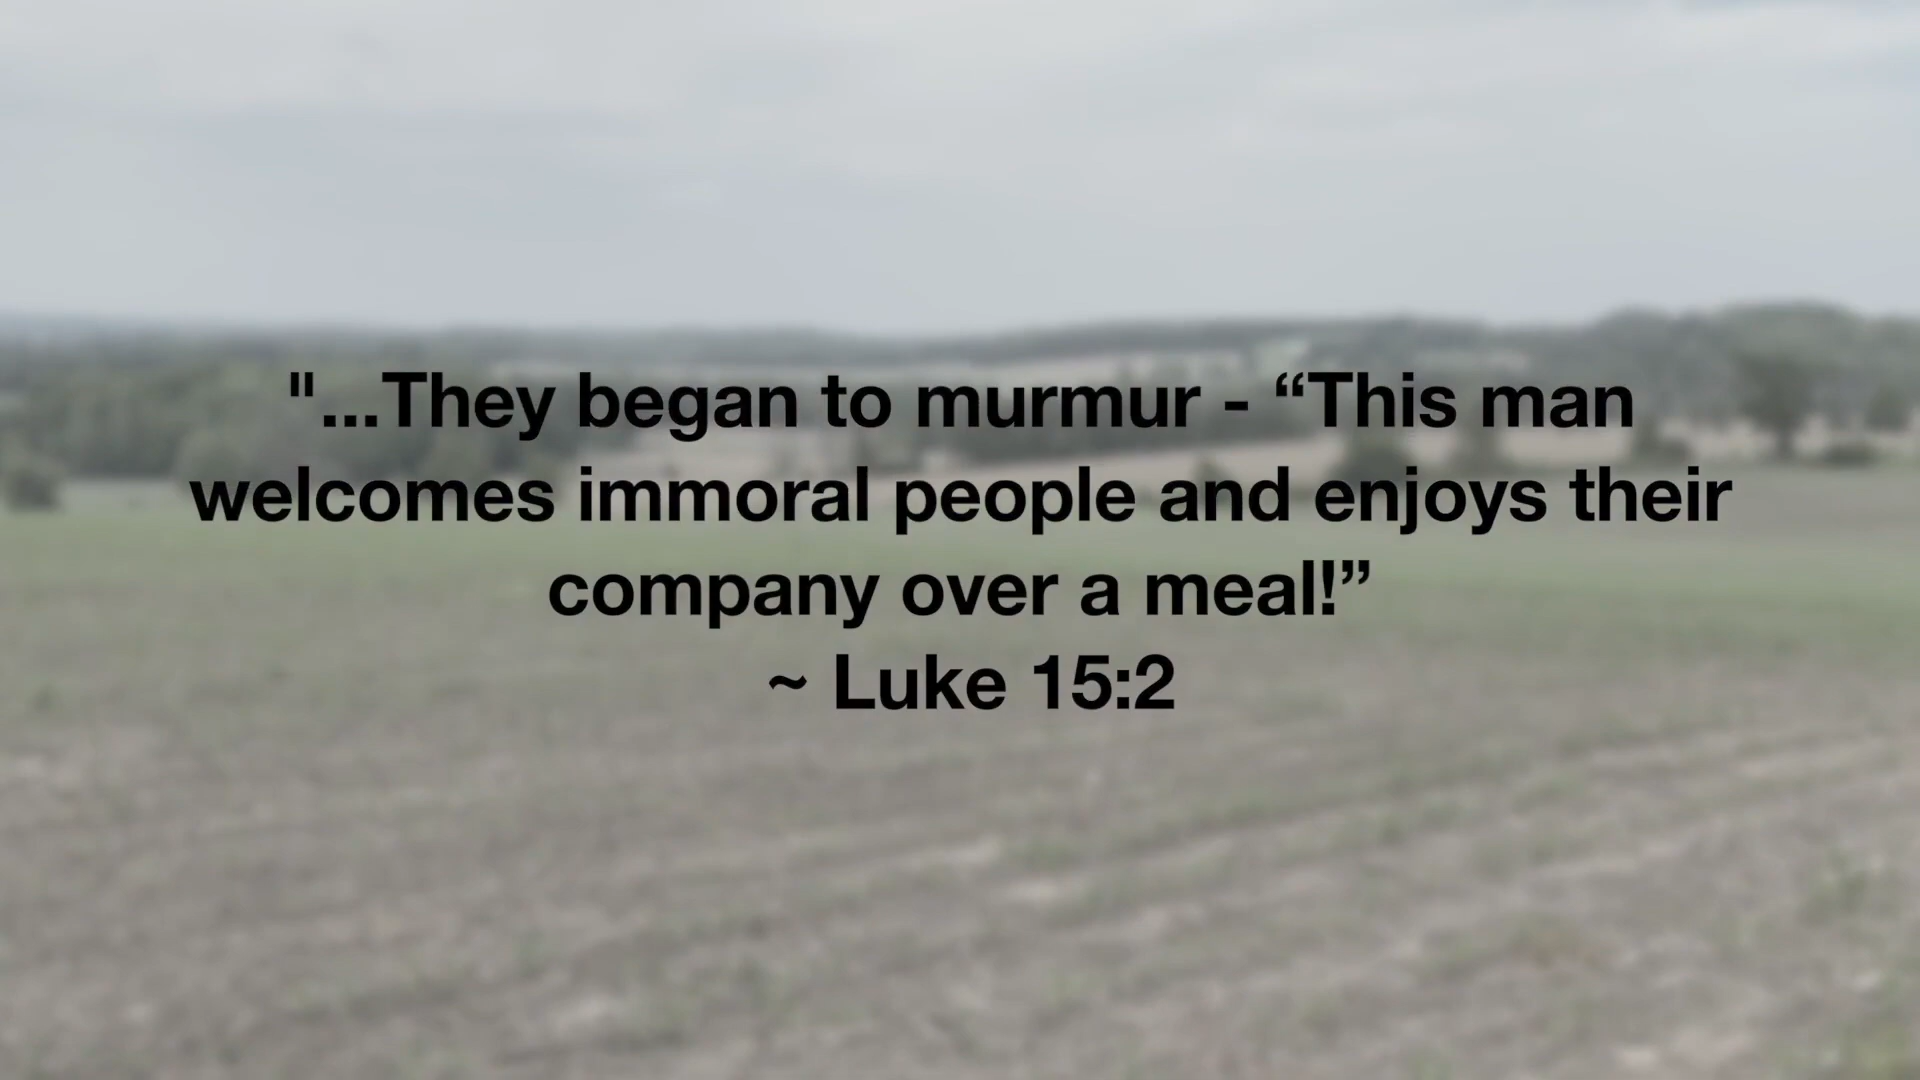 "...They began to murmur - “This man
welcomes immoral people and enjoys their
company over a meal!”
~ Luke 15:2